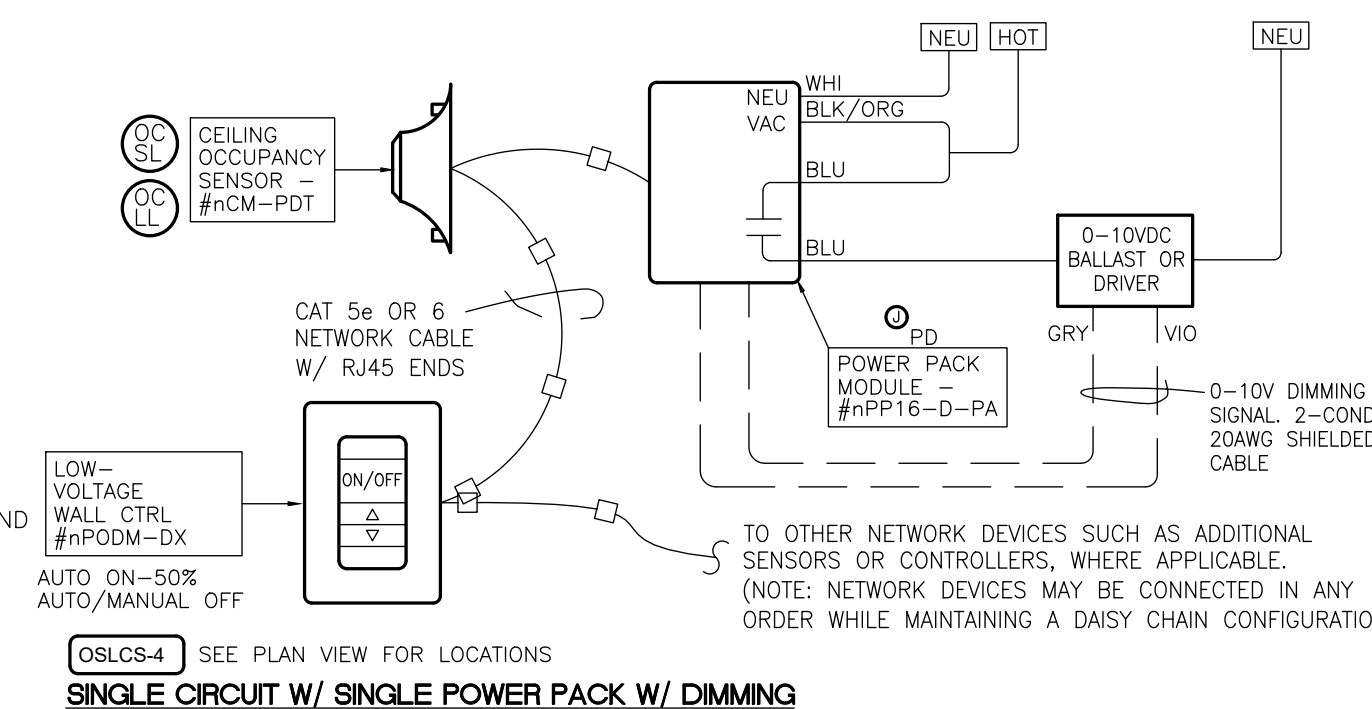 NEU HOT NEU
WHI
NEU
BLK/ORG
VAC
OC
SL
CEILING
OCCUPANCY
SENSOR –
#nCM–PDT
OC
LL
BLU
BLU
0–10VDC
BALLAST OR
DRIVER
GRY VIO
CAT 5e OR 6
NETWORK CABLE
W/ RJ45 ENDS
J
PD
POWER PACK
MODULE –
#nPP16–D–PA
0–10V DIMMING
SIGNAL. 2–COND
20AWG SHIELDED
CABLE
ND
LOW–
VOLTAGE
WALL CTRL
#nPODM–DX
ON/OFF
AUTO ON–50%
AUTO/MANUAL OFF
TO OTHER NETWORK DEVICES SUCH AS ADDITIONAL
SENSORS OR CONTROLLERS, WHERE APPLICABLE.
(NOTE: NETWORK DEVICES MAY BE CONNECTED IN ANY
ORDER WHILE MAINTAINING A DAISY CHAIN CONFIGURATIO
OSLCS-4 SEE PLAN VIEW FOR LOCATIONS
SINGLE CIRCUIT W/ SINGLE POWER PACK W/ DIMMING